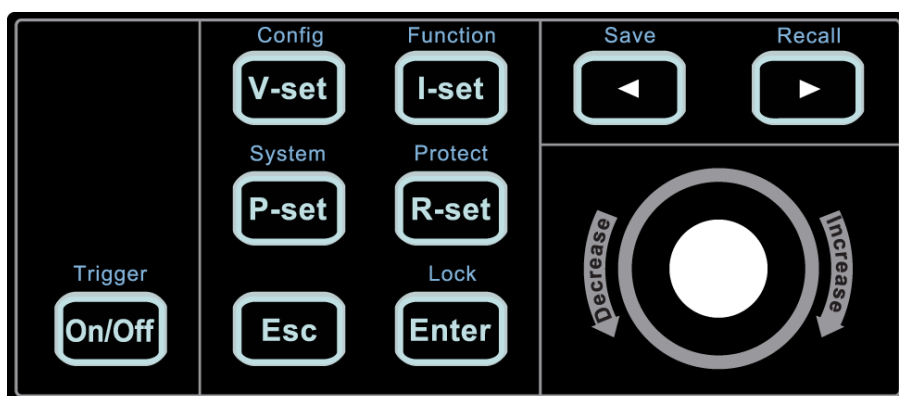 Config Function Save Recall
V-set I-set
System Protect
P-set R-set
Decrease Increase
Trigger Lock
On/Off Esc Enter